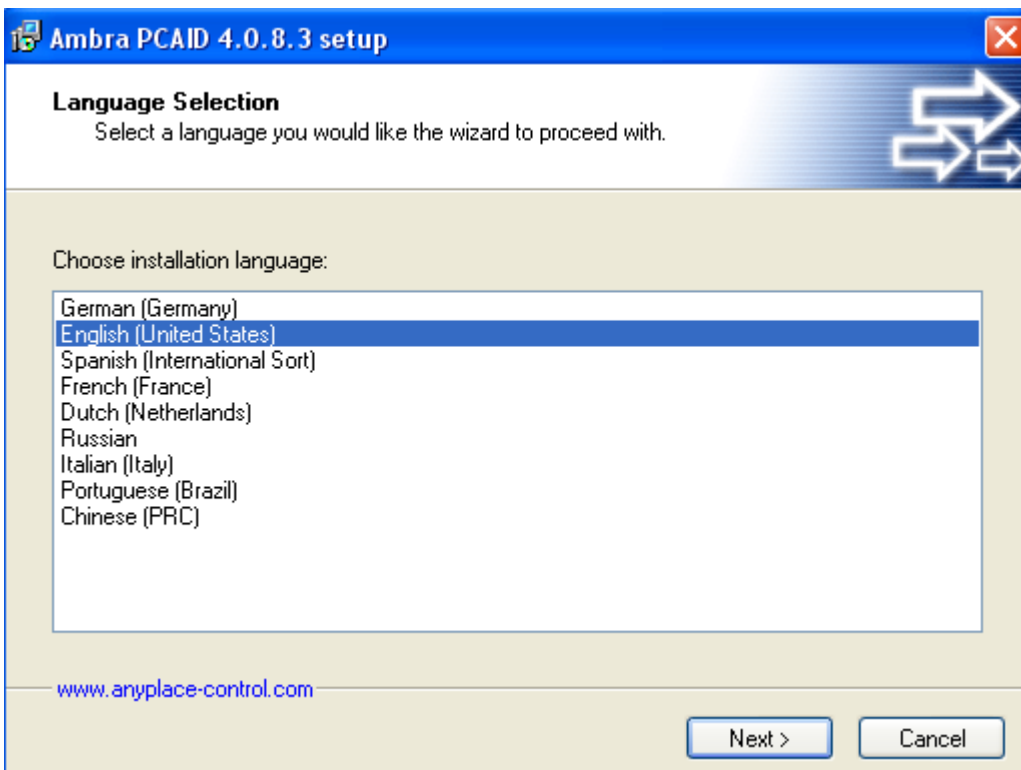 Ambra PCAID 4.0.8.3 setup
Language Selection
Select a language you would like the wizard to proceed with.
Choose installation language:
German (Germany)
English (United States)
Spanish (International Sort)
French (France)
Dutch (Netherlands)
Russian
Italian (Italy)
Portuguese (Brazil)
Chinese (PRC)
www.anyplace-control.com
Next >
Cancel